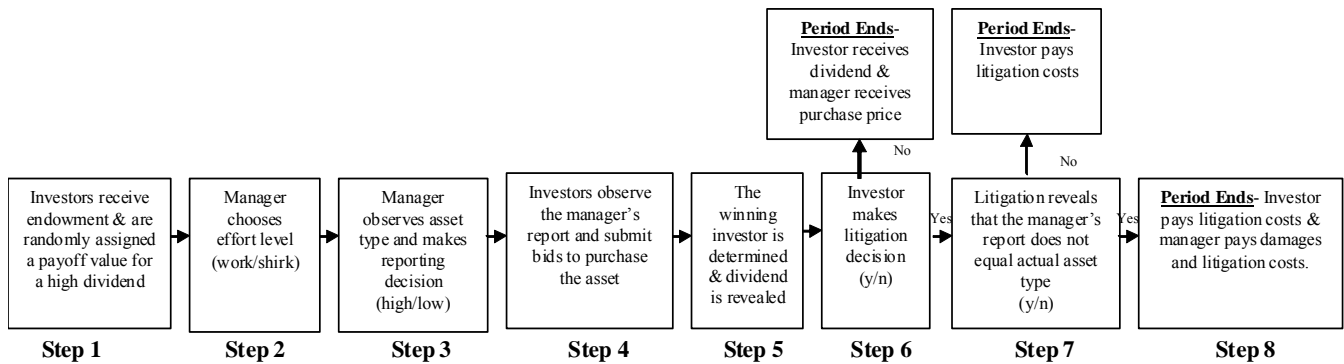 Period Ends-
Investor receives
dividend &
manager receives
purchase price
Period Ends-
Investor pays
litigation costs
No
No
Investors receive
endowment & are
randomly assigned
a payoff value for
a high dividend
Manager
chooses
effort level
(work/shirk)
Manager
observes asset
type and makes
reporting
decision
(high/low)
Investors observe
the manager's
report and submit
bids to purchase
the asset
The
winning
investor is
determined
& dividend
is revealed
Investor
makes
litigation
decision
(y/n)
Yes
Litigation reveals
that the manager's
report does not
equal actual asset
type
(y/n)
Yes
Period Ends- Investor
pays litigation costs &
manager pays damages
and litigation costs.
Step 1
Step 2
Step 3
Step 4
Step 5
Step 6
Step 7
Step 8